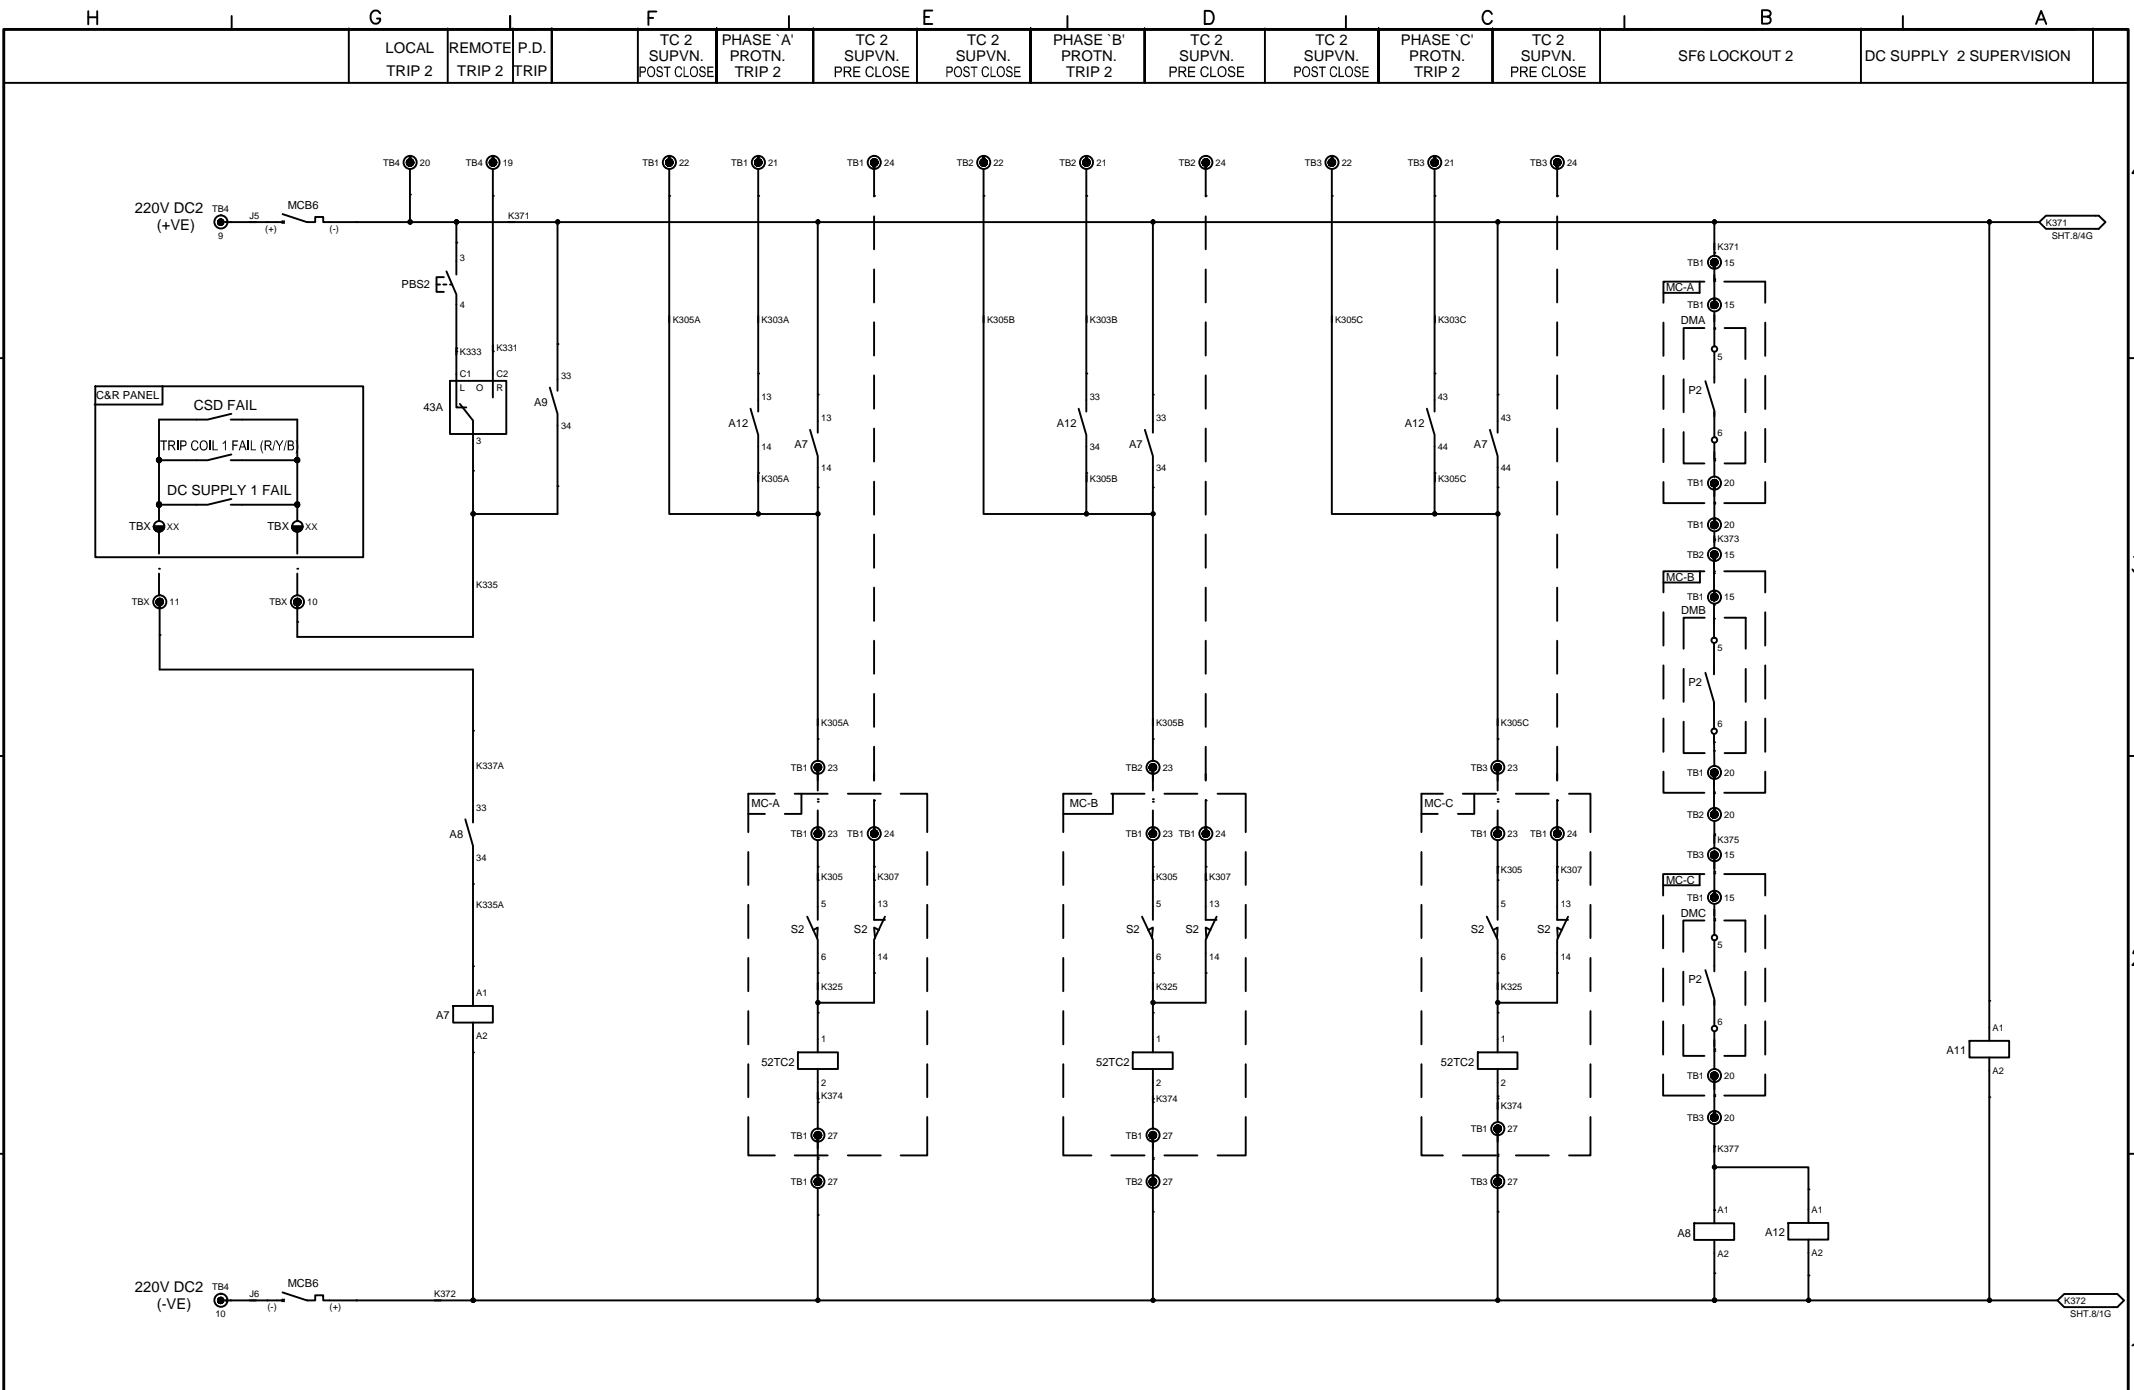 H G F E D C B A
LOCAL
TRIP 2
REMOTE
TRIP 2
P.D.
TRIP
TC 2
SUPVN.
POST CLOSE
PHASE `A'
PROTN.
TRIP 2
TC 2
SUPVN.
PRE CLOSE
TC 2
SUPVN.
POST CLOSE
PHASE `B'
PROTN.
TRIP 2
TC 2
SUPVN.
PRE CLOSE
TC 2
SUPVN.
POST CLOSE
PHASE `C'
PROTN.
TRIP 2
TC 2
SUPVN.
PRE CLOSE
SF6 LOCKOUT 2
DC SUPPLY 2 SUPERVISION
TB4 20
TB4 19
TB1 22
TB1 21
TB1 24
TB2 22
TB2 21
TB2 24
TB3 22
TB3 21
TB3 24
220V DC2
(+VE)
TB4
9
J5
(+)
MCB6
(-)
K371
K371
SHT.8/4G
3
PBS2
4
K333
K331
C1 C2
L O R
43A
3
33
A9
34
K335
C&R PANEL
CSD FAIL
TRIP COIL 1 FAIL (R/Y/B)
DC SUPPLY 1 FAIL
TBX XX
TBX XX
TBX 11
TBX 10
K337A
33
A8
34
K335A
A1
A7
A2
K305A
K303A
13
A12
14
K305A
13
A7
14
K305A
TB1 23
MC-A
TB1 23
TB1 24
K305
K307
5
S2
6
13
S2
14
K325
1
52TC2
2
K374
TB1 27
TB1 27
K305B
K303B
33
A12
34
K305B
33
A7
34
K305B
TB2 23
MC-B
TB1 23
TB1 24
K305
K307
5
S2
6
13
S2
14
K325
1
52TC2
2
K374
TB1 27
TB2 27
K305C
K303C
43
A12
44
K305C
43
A7
44
K305C
TB3 23
MC-C
TB1 23
TB1 24
K305
K307
5
S2
6
13
S2
14
K325
1
52TC2
2
K374
TB1 27
TB3 27
K371
TB1 15
MC-A
TB1 15
DMA
5
P2
6
TB1 20
TB1 20
K373
TB2 15
MC-B
TB1 15
DMB
5
P2
6
TB1 20
TB2 20
K375
TB3 15
MC-C
TB1 15
DMC
5
P2
6
TB1 20
TB3 20
K377
A1
A8
A2
A1
A12
A2
A1
A11
A2
220V DC2
(-VE)
TB4
10
J6
(-)
MCB6
(+)
K372
K372
SHT.8/1G